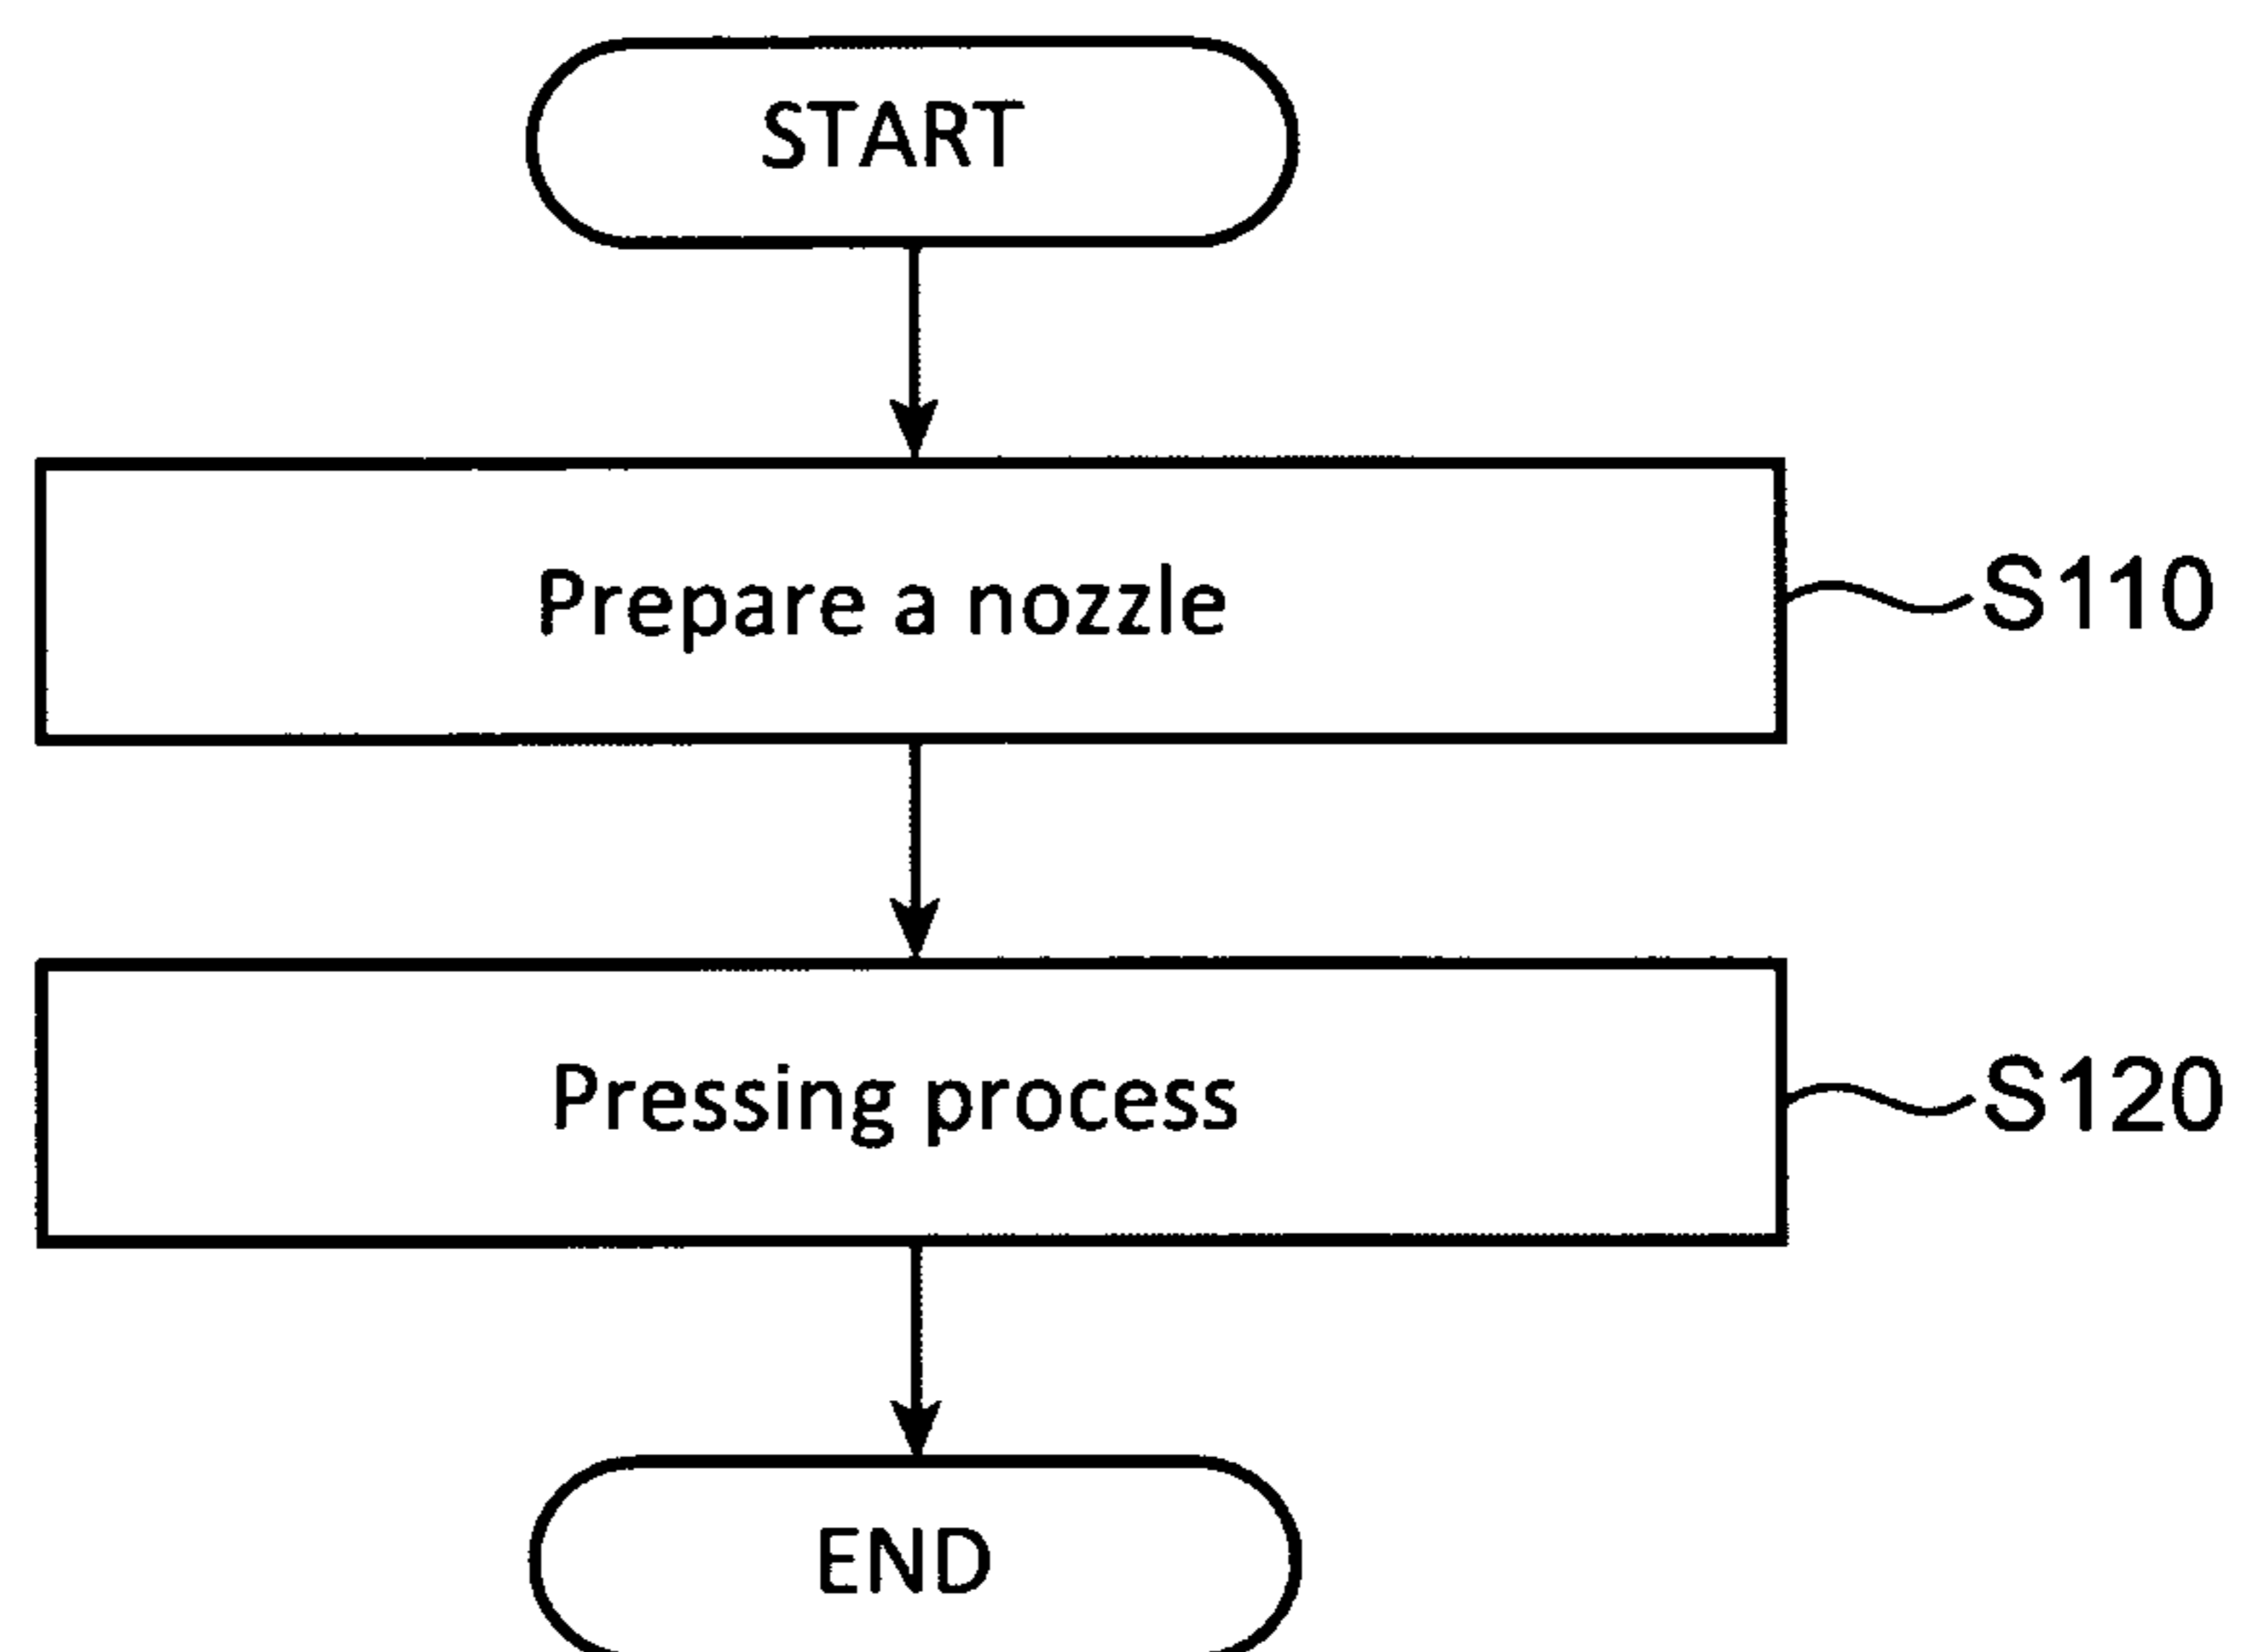 START
Prepare a nozzle
S110
Pressing process
S120
END